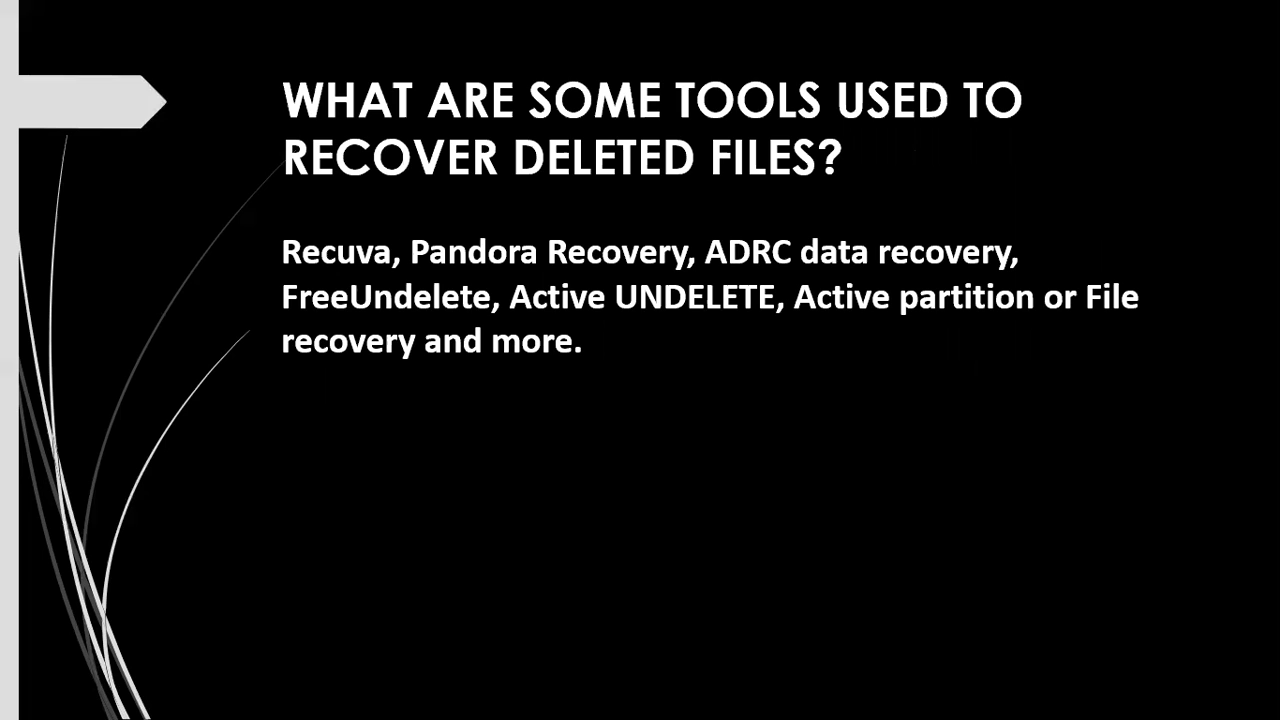 WHAT ARE SOME TOOLS USED TO
RECOVER DELETED FILES?
Recuva, Pandora Recovery, ADRC data recovery,
FreeUndelete, Active UNDELETE, Active partition or File
recovery and more.